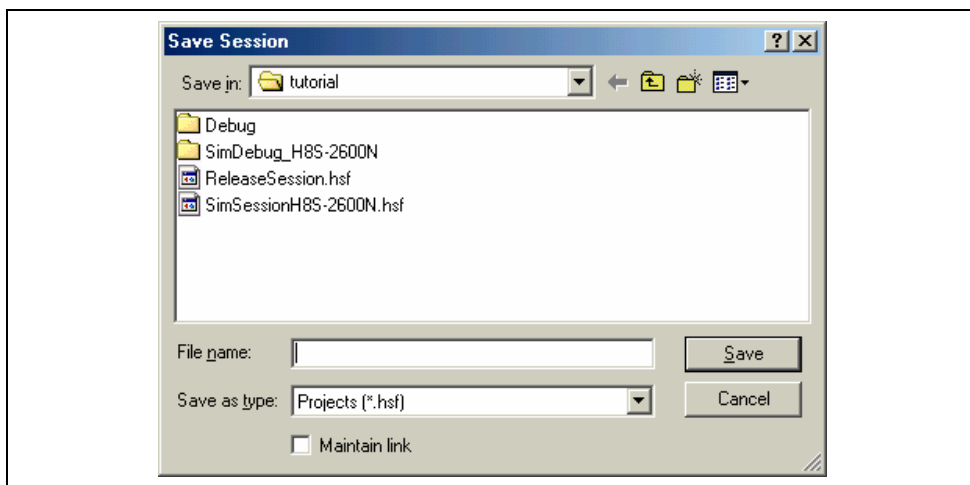 Save Session
Save in: tutorial
Debug
SimDebug_H8S-2600N
ReleaseSession.hsf
SimSessionH8S-2600N.hsf
File name: Save
Save as type: Projects (*.hsf) Cancel
Maintain link